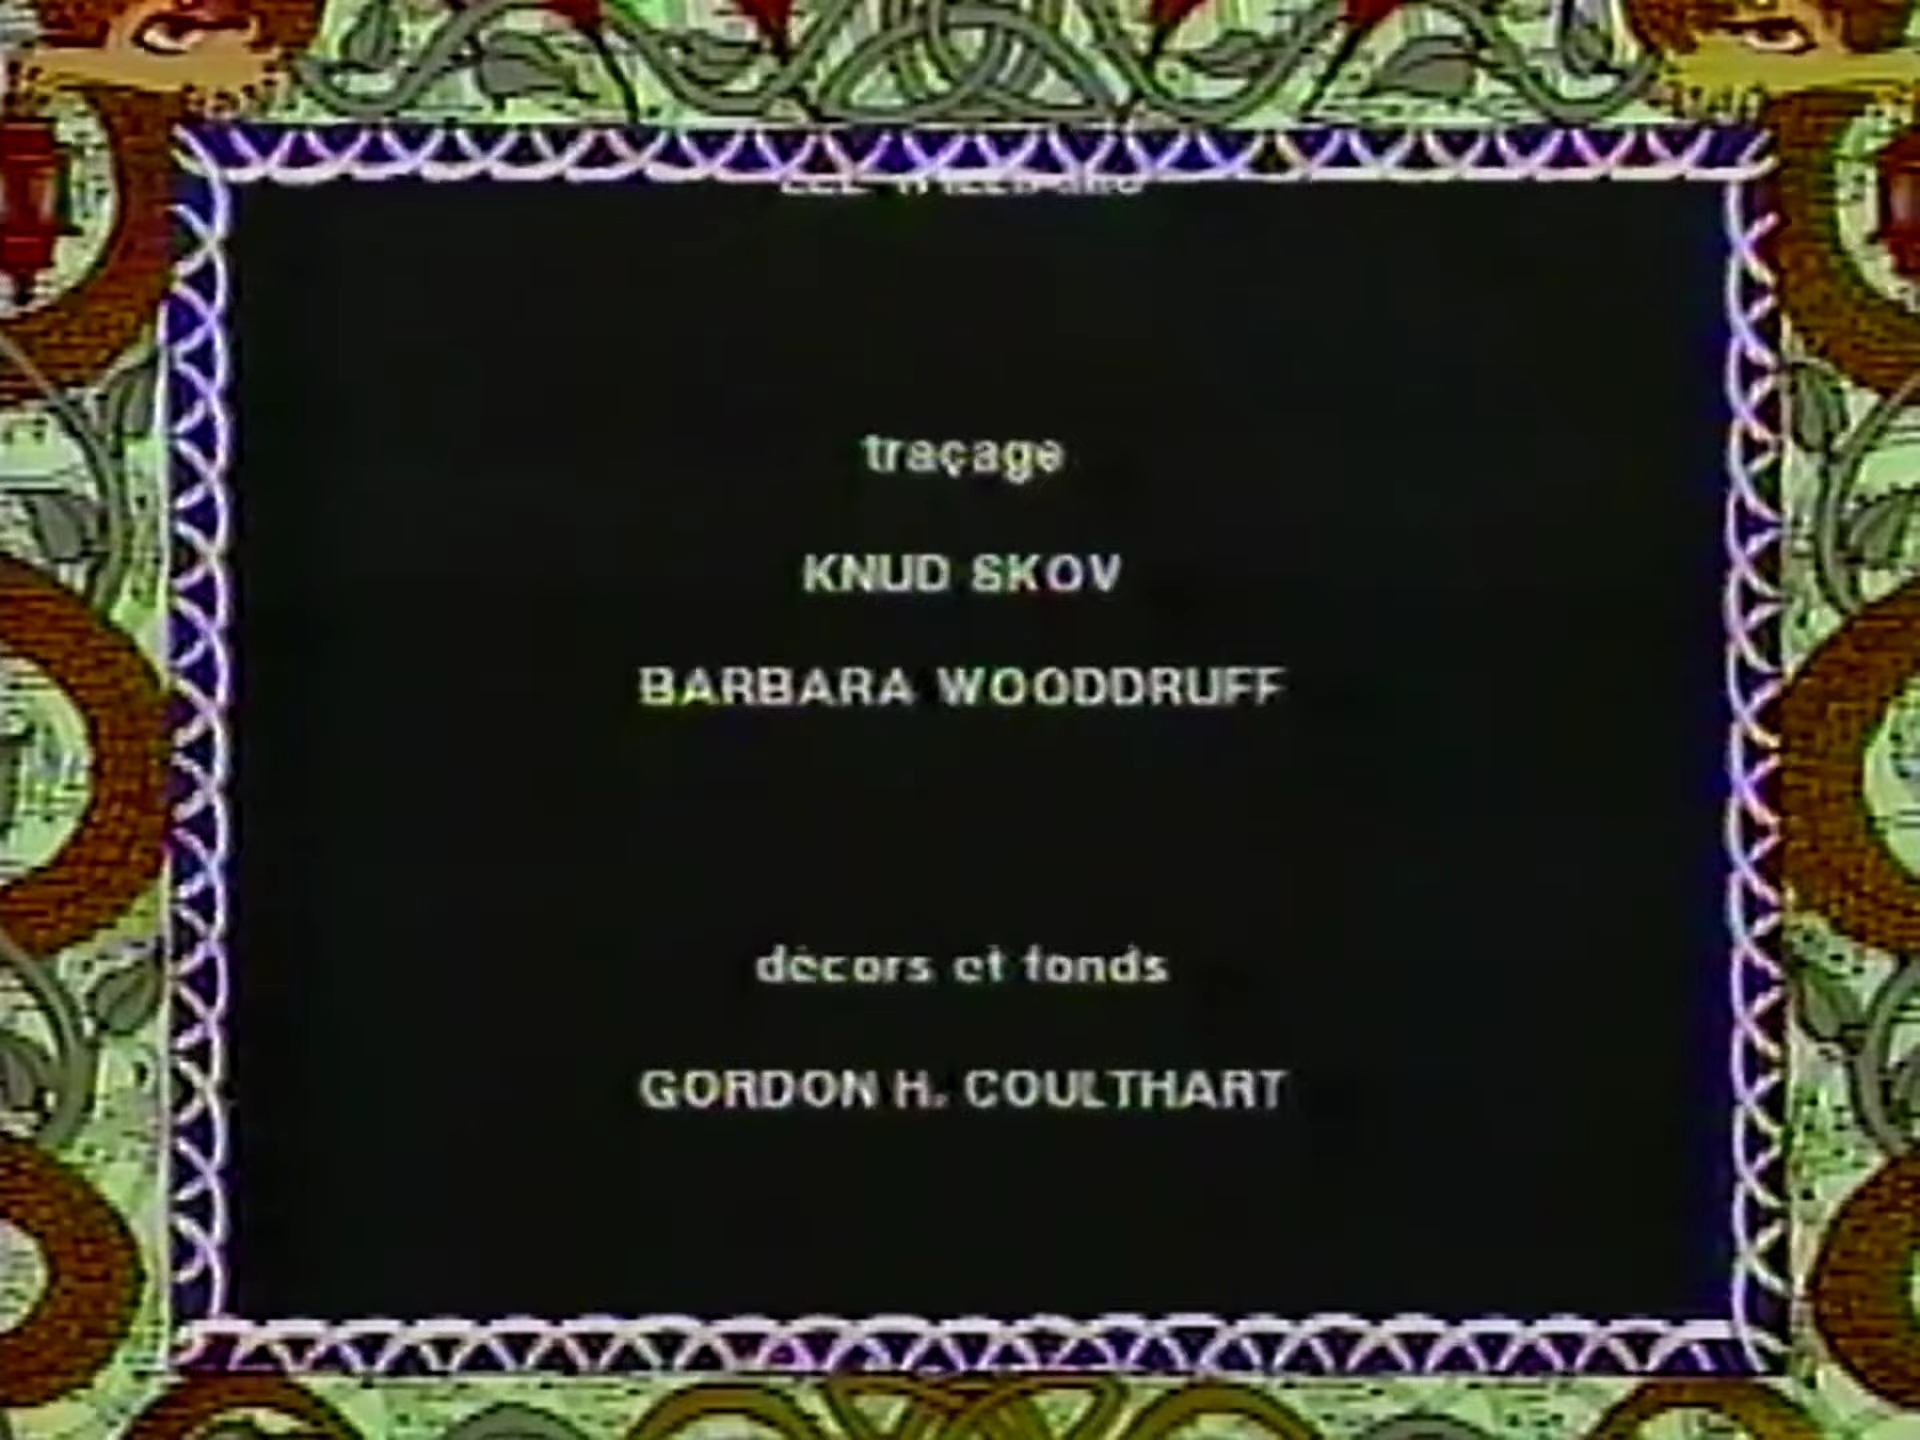 traçage
KNUD SKOV
BARBARA WOODDRUFF
décors et fonds
GORDON H. COULTHART